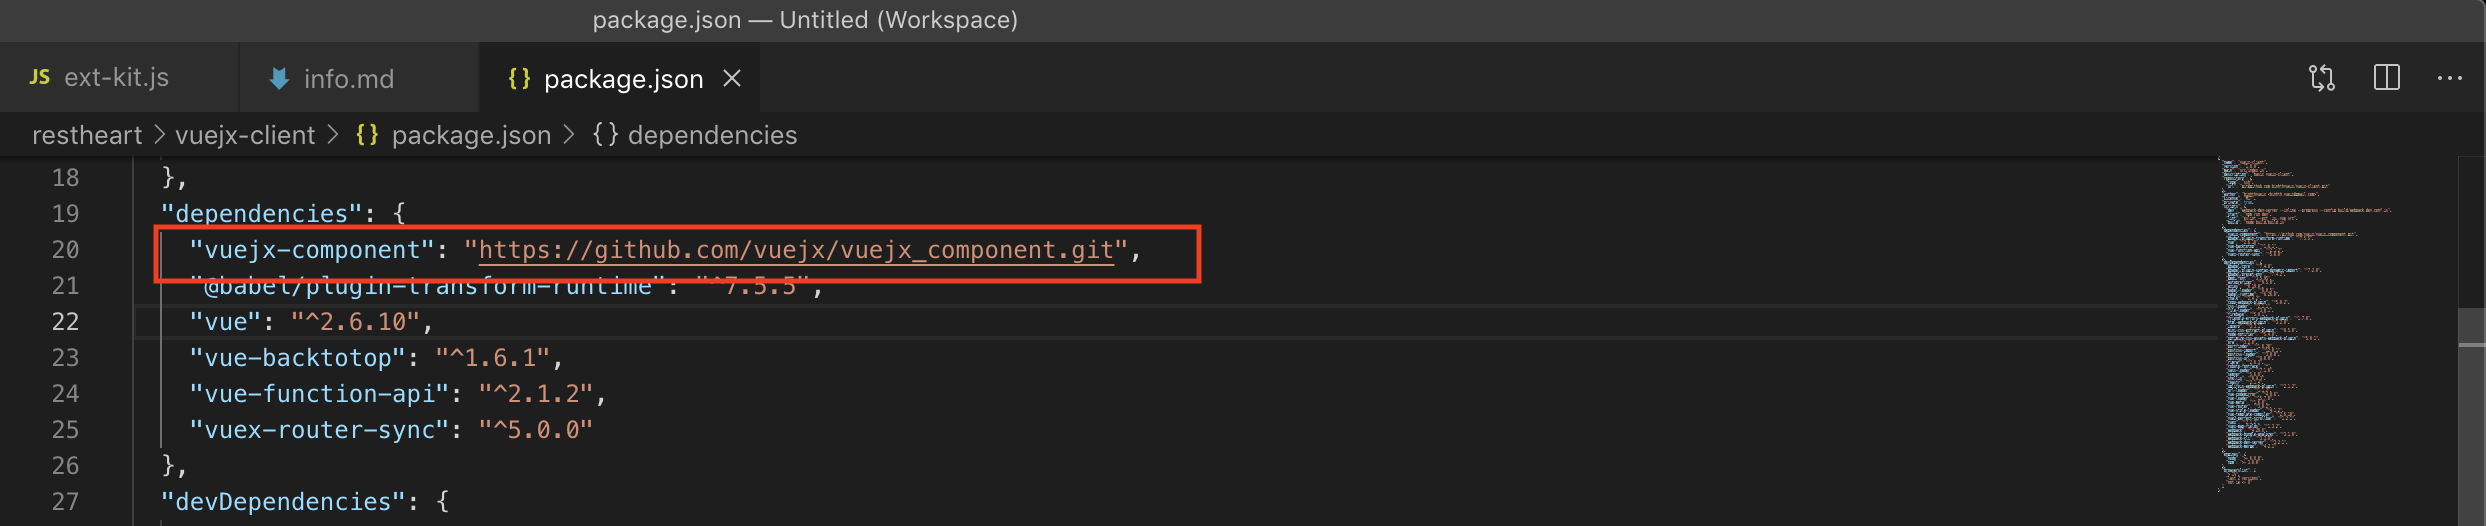 package.json — Untitled (Workspace)
JS ext-kit.js info.md {} package.json ×
restheart > vuejx-client > {} package.json > {} dependencies
18 },
19 "dependencies": {
20 "vuejx-component": "https://github.com/vuejx/vuejx_component.git",
21 "@babel/plugin-transform-runtime": "^7.5.5",
22 "vue": "^2.6.10",
23 "vue-backtotop": "^1.6.1",
24 "vue-function-api": "^2.1.2",
25 "vuex-router-sync": "^5.0.0"
26 },
27 "devDependencies": {